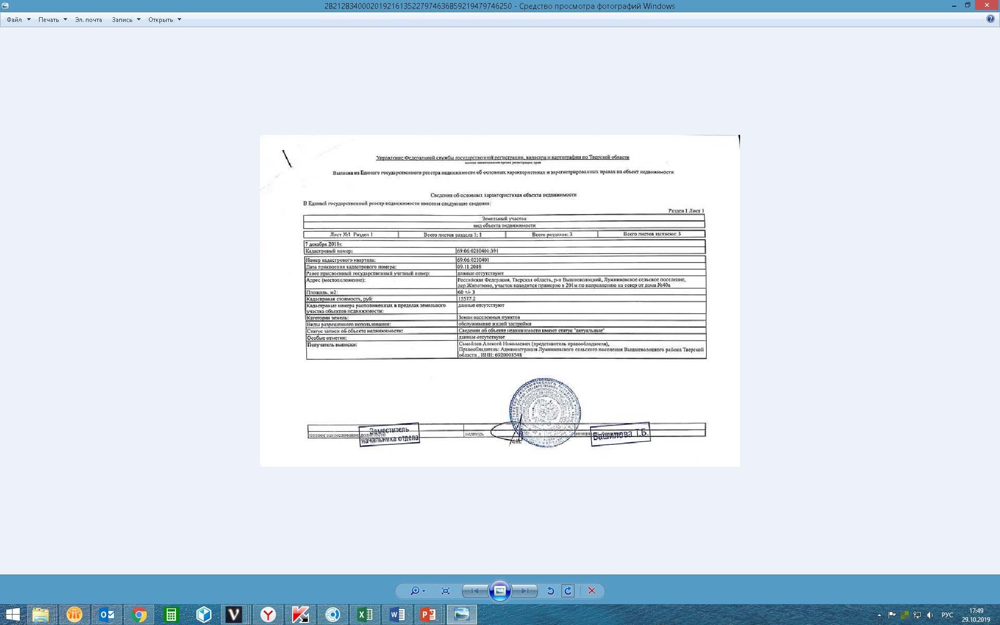 28212834000201921613522797463685921947974​6250 - Средство просмотра фотографий Windows
Файл Печать Эл. почта Запись Открыть
Управление Федеральной службы государственной регистрации, кадастра и картографии по Тверской области
полное наименование органа регистрации прав
Выписка из Единого государственного реестра недвижимости об основных характеристиках и зарегистрированных правах на объект недвижимости
Сведения об основных характеристиках объекта недвижимости
В Единый государственный реестр недвижимости внесены следующие сведения:
Раздел 1 Лист 1
Земельный участок
вид объекта недвижимости
Лист №1 Раздел 1 Всего листов раздела 1: 1 Всего разделов: 3 Всего листов выписки: 3
7 декабря 2018г.
Кадастровый номер: 69:06:0210401:391
Номер кадастрового квартала: 69:06:0210401
Дата присвоения кадастрового номера: 09.11.2018
Ранее присвоенный государственный учетный номер: данные отсутствуют
Адрес (местоположение): Российская Федерация, Тверская область, р-н Вышневолоцкий, Лужниковское сельское поселение,
дер.Жилотково, участок находится примерно в 201м по направлению на север от дома №40а
Площадь, м2: 60 +/- 3
Кадастровая стоимость, руб: 15577.2
Кадастровые номера расположенных в пределах земельного данные отсутствуют
участка объектов недвижимости:
Категория земель: Земли населенных пунктов
Виды разрешенного использования: обслуживание жилой застройки
Статус записи об объекте недвижимости: Сведения об объекте недвижимости имеют статус "актуальные"
Особые отметки: данные отсутствуют
Получатель выписки: Самойлов Алексей Николаевич (представитель правообладателя),
Правообладатель: Администрация Лужниковского сельского поселения Вышневолоцкого района Тверской
области , ИНН: 6920008548
Заместитель
начальника отдела
полное наименование должности подпись
Вашилова Т.Б.
М.П.
РУС
17:49
29.10.2019